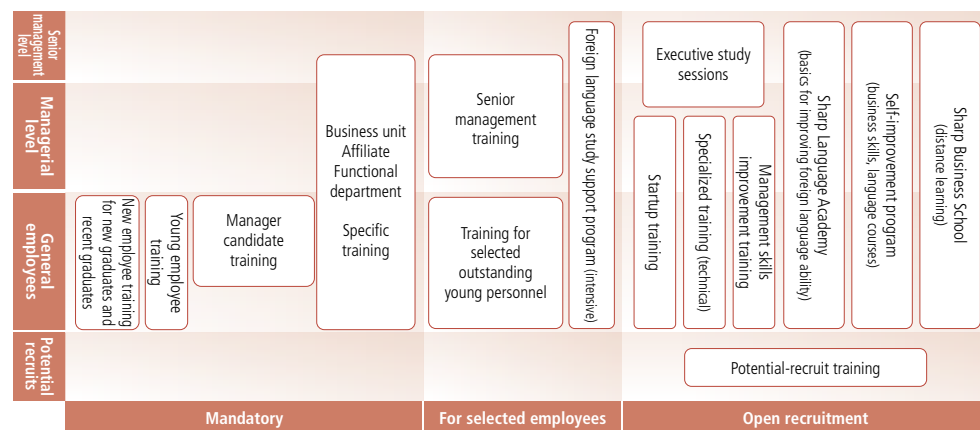 Senior
management
level
Managerial
level
General
employees
Potential
recruits
New employee training
for new graduates and
recent graduates
Young employee
training
Manager
candidate
training
Business unit
Affiliate
Functional
department
Specific
training
Senior
management
training
Training for
selected
outstanding
young personnel
Foreign language study support program (intensive)
Executive study
sessions
Startup training
Specialized training (technical)
Management skills
improvement training
Sharp Language Academy
(basics for improving foreign language ability)
Self-improvement program
(business skills, language courses)
Sharp Business School
(distance learning)
Potential-recruit training
Mandatory
For selected employees
Open recruitment